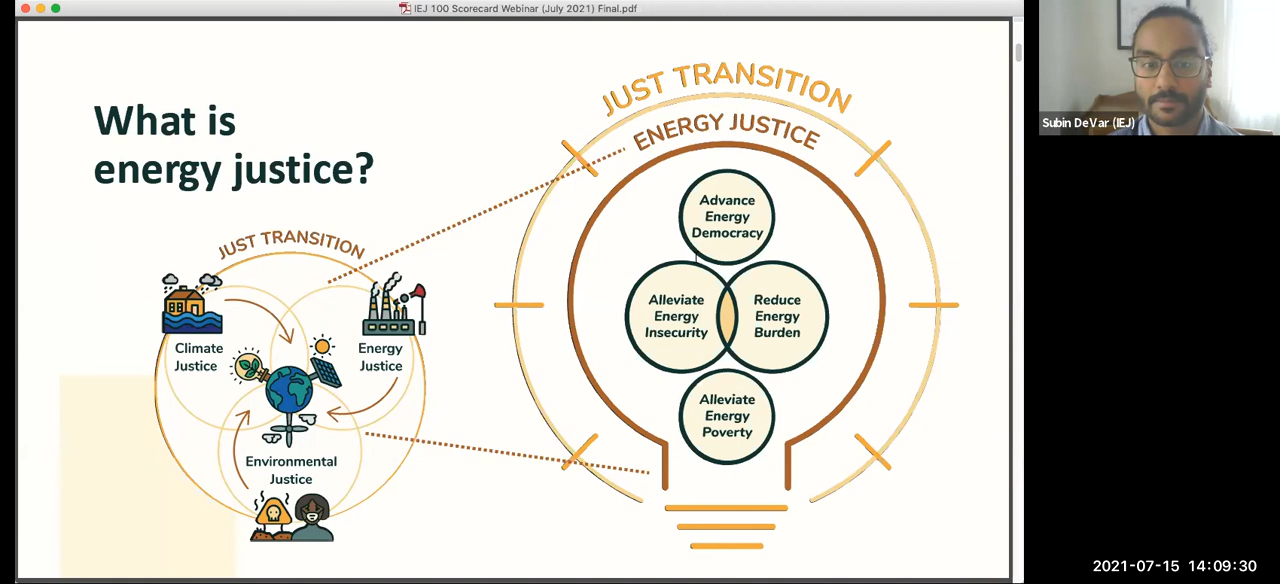 IEJ 100 Scorecard Webinar (July 2021) Final.pdf
What is
energy justice?
JUST TRANSITION
Climate
Justice
Energy
Justice
Environmental
Justice
JUST TRANSITION
ENERGY JUSTICE
Advance
Energy
Democracy
Alleviate
Energy
Insecurity
Reduce
Energy
Burden
Alleviate
Energy
Poverty
Subin DeVar (IEJ)
2021-07-15 14:09:30